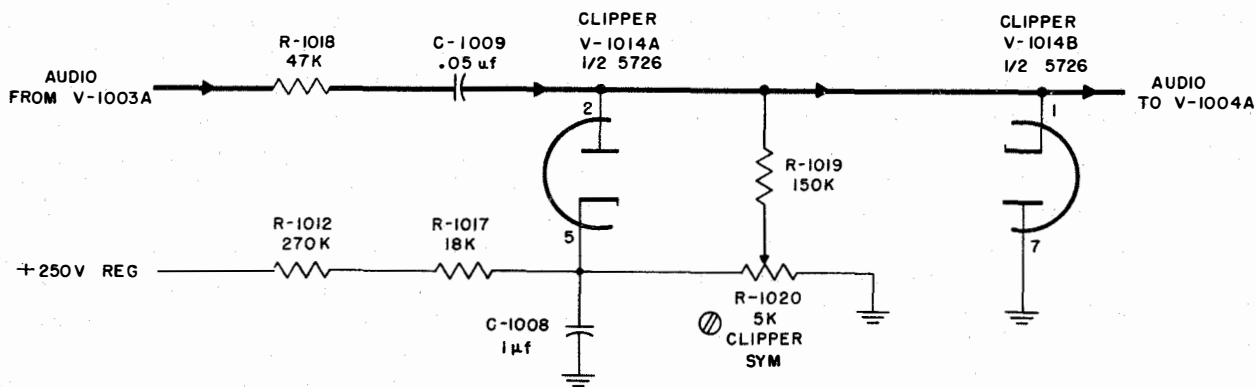 CLIPPER
V-1014A
1/2 5726
CLIPPER
V-1014B
1/2 5726
R-1018
47K
C-1009
.05 uf
AUDIO
FROM V-1003A
AUDIO
TO V-1004A
2
1
R-1019
150K
5
7
R-1012
270K
R-1017
18K
+250V REG
R-1020
5K
CLIPPER
SYM
C-1008
1μf